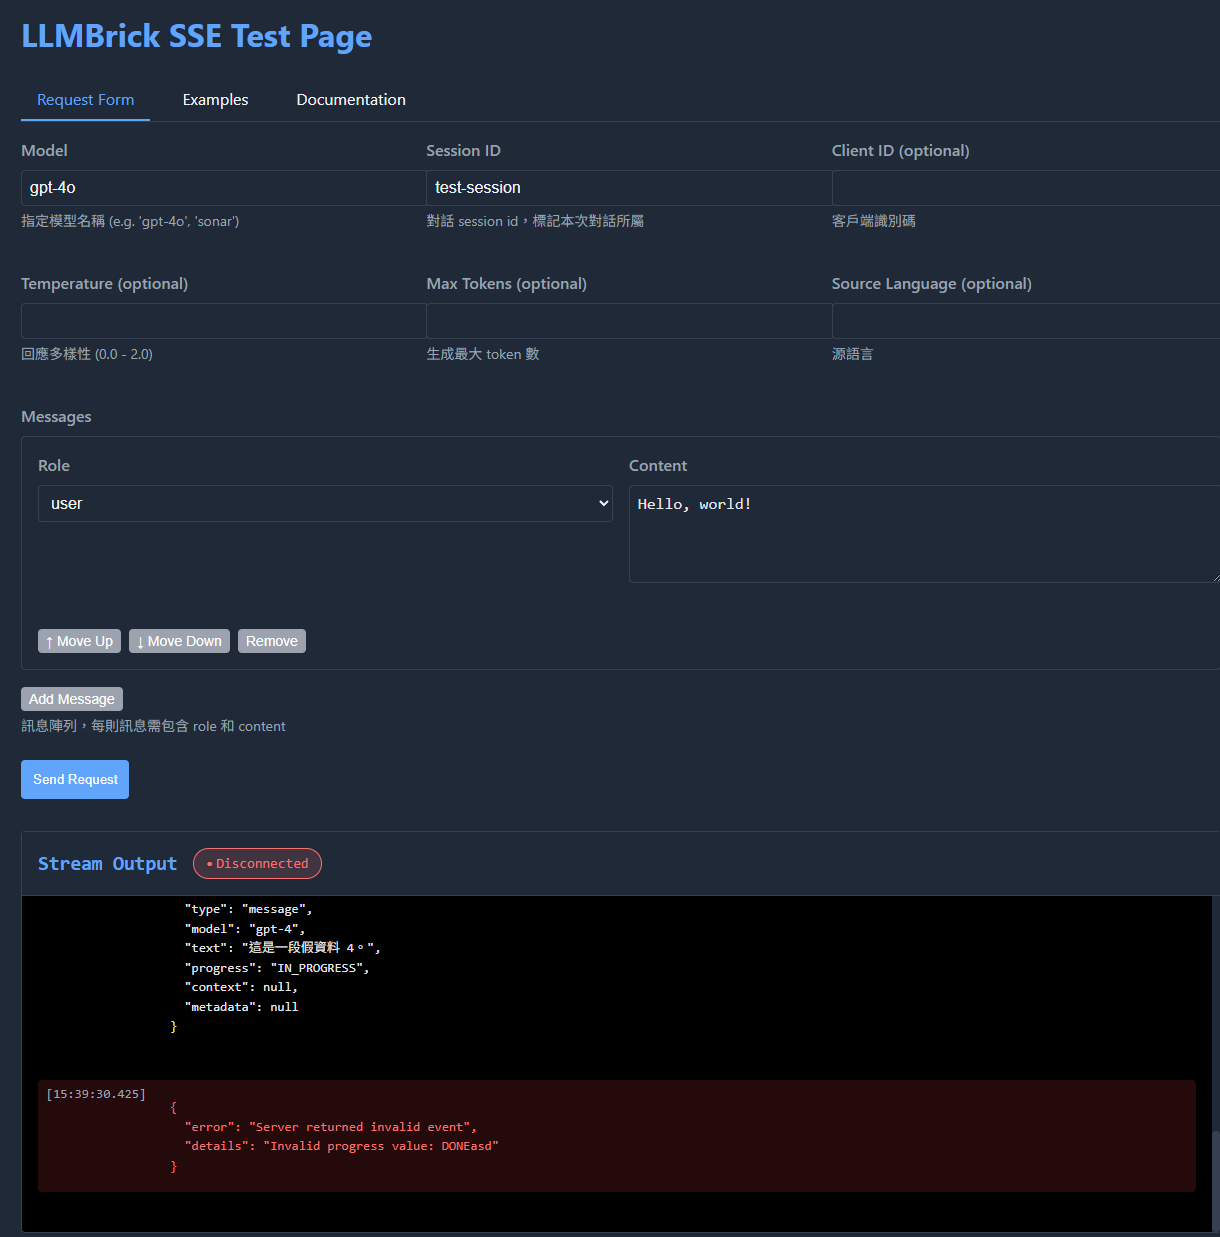 LLMBrick SSE Test Page
Request Form Examples Documentation
Model Session ID Client ID (optional)
gpt-4o test-session
指定模型名稱 (e.g. 'gpt-4o', 'sonar') 對話 session id，標記本次對話所屬 客戶端識別碼
Temperature (optional) Max Tokens (optional) Source Language (optional)
回應多樣性 (0.0 - 2.0) 生成最大 token 數 源語言
Messages
Role Content
user Hello, world!
↑ Move Up ↓ Move Down Remove
Add Message
訊息陣列，每則訊息需包含 role 和 content
Send Request
Stream Output • Disconnected
"type": "message",
"model": "gpt-4",
"text": "這是一段假資料 4。",
"progress": "IN_PROGRESS",
"context": null,
"metadata": null
}
[15:39:30.425]
{
"error": "Server returned invalid event",
"details": "Invalid progress value: DONEasd"
}